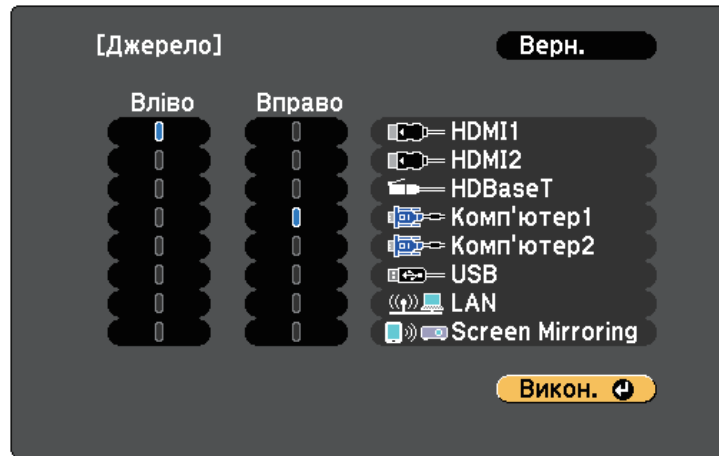 [Джерело] Верн.
Вліво Вправо
HDMI1
HDMI2
HDBaseT
Комп'ютер1
Комп'ютер2
USB
LAN
Screen Mirroring
Викон.